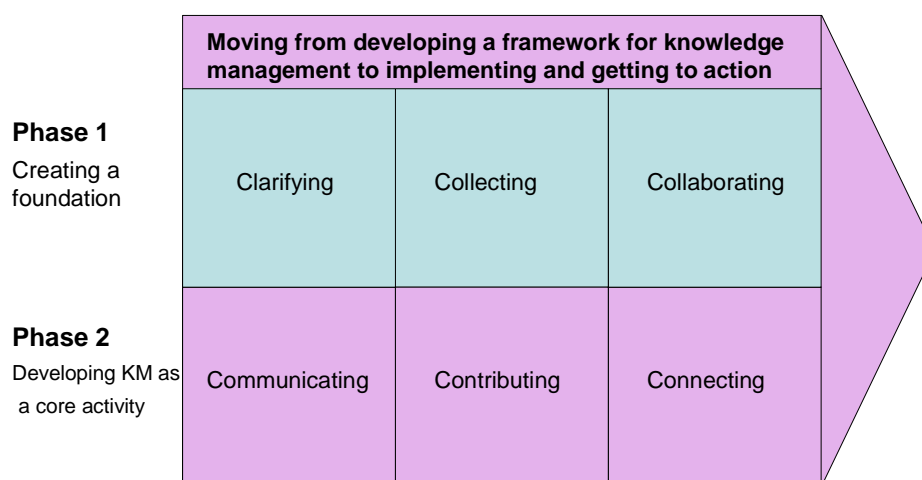 Moving from developing a framework for knowledge
management to implementing and getting to action
Phase 1
Creating a
foundation
Clarifying
Collecting
Collaborating
Phase 2
Developing KM as
a core activity
Communicating
Contributing
Connecting